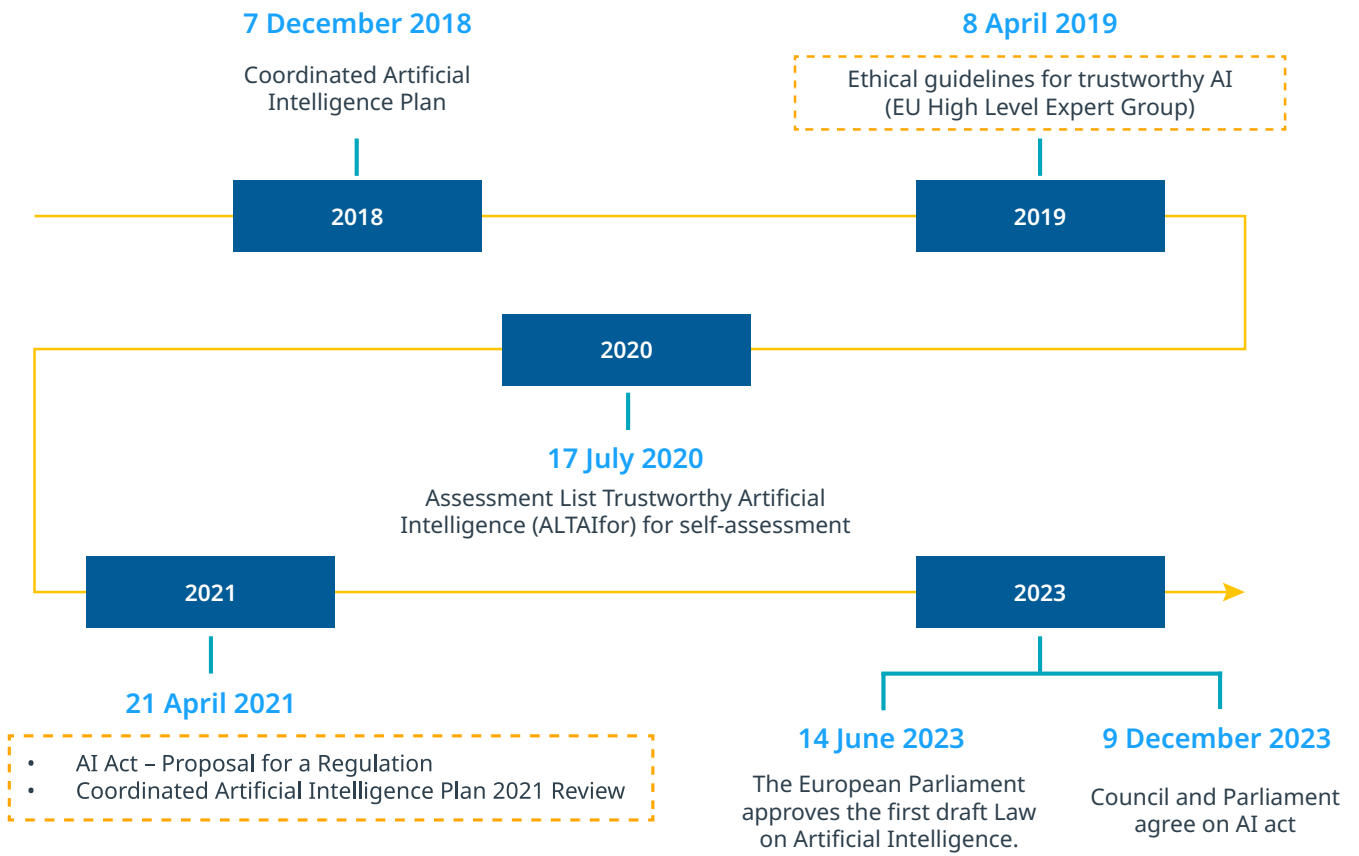 7 December 2018
Coordinated Artificial
Intelligence Plan
8 April 2019
Ethical guidelines for trustworthy AI
(EU High Level Expert Group)
2018
2019
2020
17 July 2020
Assessment List Trustworthy Artificial
Intelligence (ALTAIfor) for self-assessment
2021
2023
21 April 2021
• AI Act – Proposal for a Regulation
• Coordinated Artificial Intelligence Plan 2021 Review
14 June 2023
The European Parliament
approves the first draft Law
on Artificial Intelligence.
9 December 2023
Council and Parliament
agree on AI act